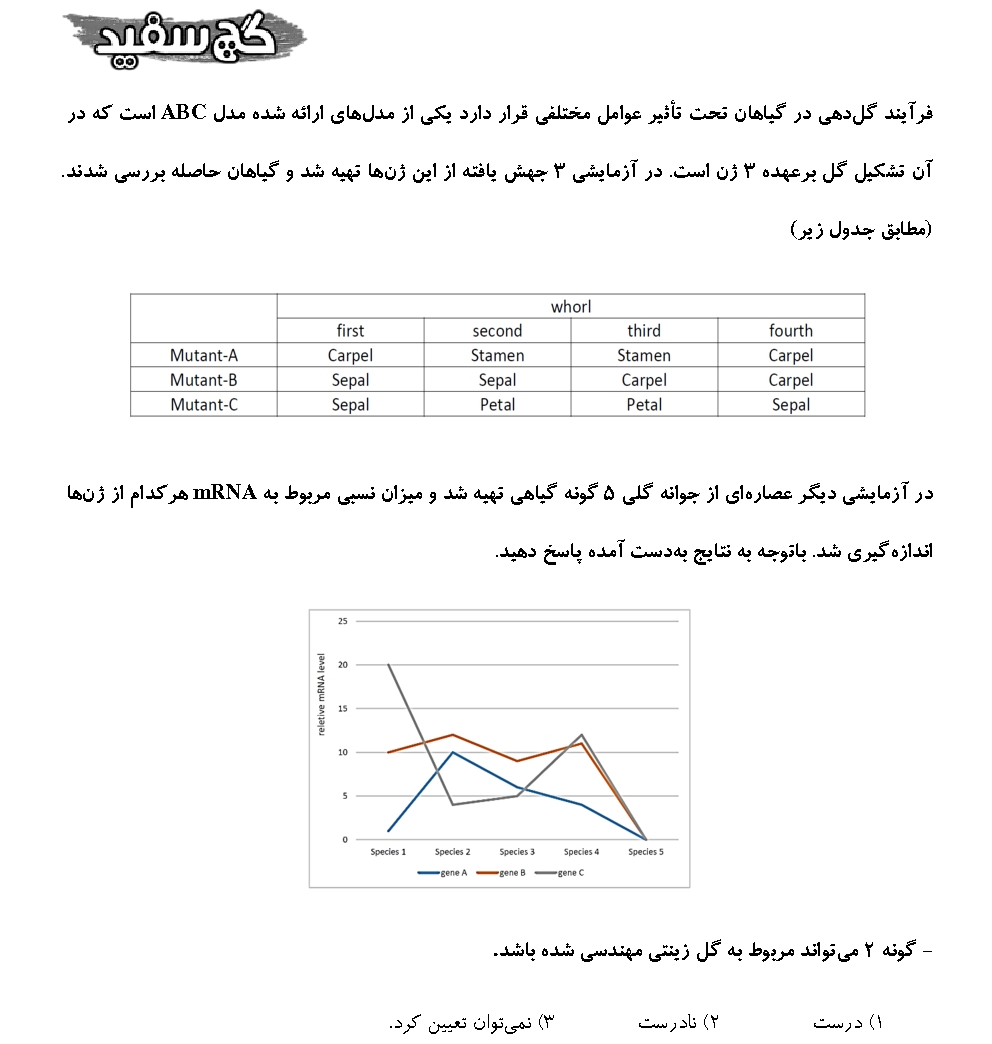 گچ سفید
فرآیند گل‌دهی در گیاهان تحت تأثیر عوامل مختلفی قرار دارد یکی از مدل‌های ارائه شده مدل ABC است که در
آن تشکیل گل برعهده ۳ ژن است. در آزمایشی ۳ جهش یافته از این ژن‌ها تهیه شد و گیاهان حاصله بررسی شدند.
(مطابق جدول زیر)
whorl
first second third fourth
Mutant-A Carpel Stamen Stamen Carpel
Mutant-B Sepal Sepal Carpel Carpel
Mutant-C Sepal Petal Petal Sepal
در آزمایشی دیگر عصاره‌ای از جوانه گلی ۵ گونه گیاهی تهیه شد و میزان نسبی مربوط به mRNA هرکدام از ژن‌ها
اندازه‌گیری شد. باتوجه به نتایج به‌دست آمده پاسخ دهید.
reletive mRNA level
25
20
15
10
5
0
Species 1 Species 2 Species 3 Species 4 Species 5
gene A gene B gene C
- گونه ۲ می‌تواند مربوط به گل زینتی مهندسی شده باشد.
۱) درست ۲) نادرست ۳) نمی‌توان تعیین کرد.